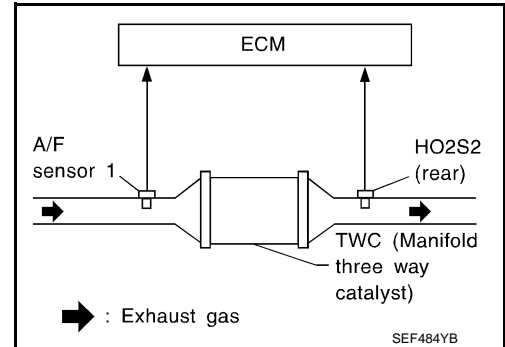 ECM
A/F
sensor 1
HO2S2
(rear)
TWC (Manifold
three way
catalyst)
: Exhaust gas
SEF484YB